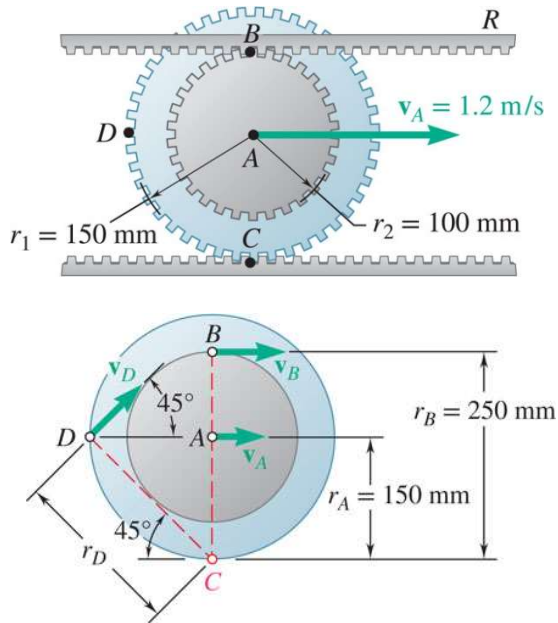 B
R
v_A = 1.2 m/s
D
A
r_1 = 150 mm
r_2 = 100 mm
C
B
v_D
v_B
45°
r_B = 250 mm
D
A
v_A
r_A = 150 mm
45°
r_D
C